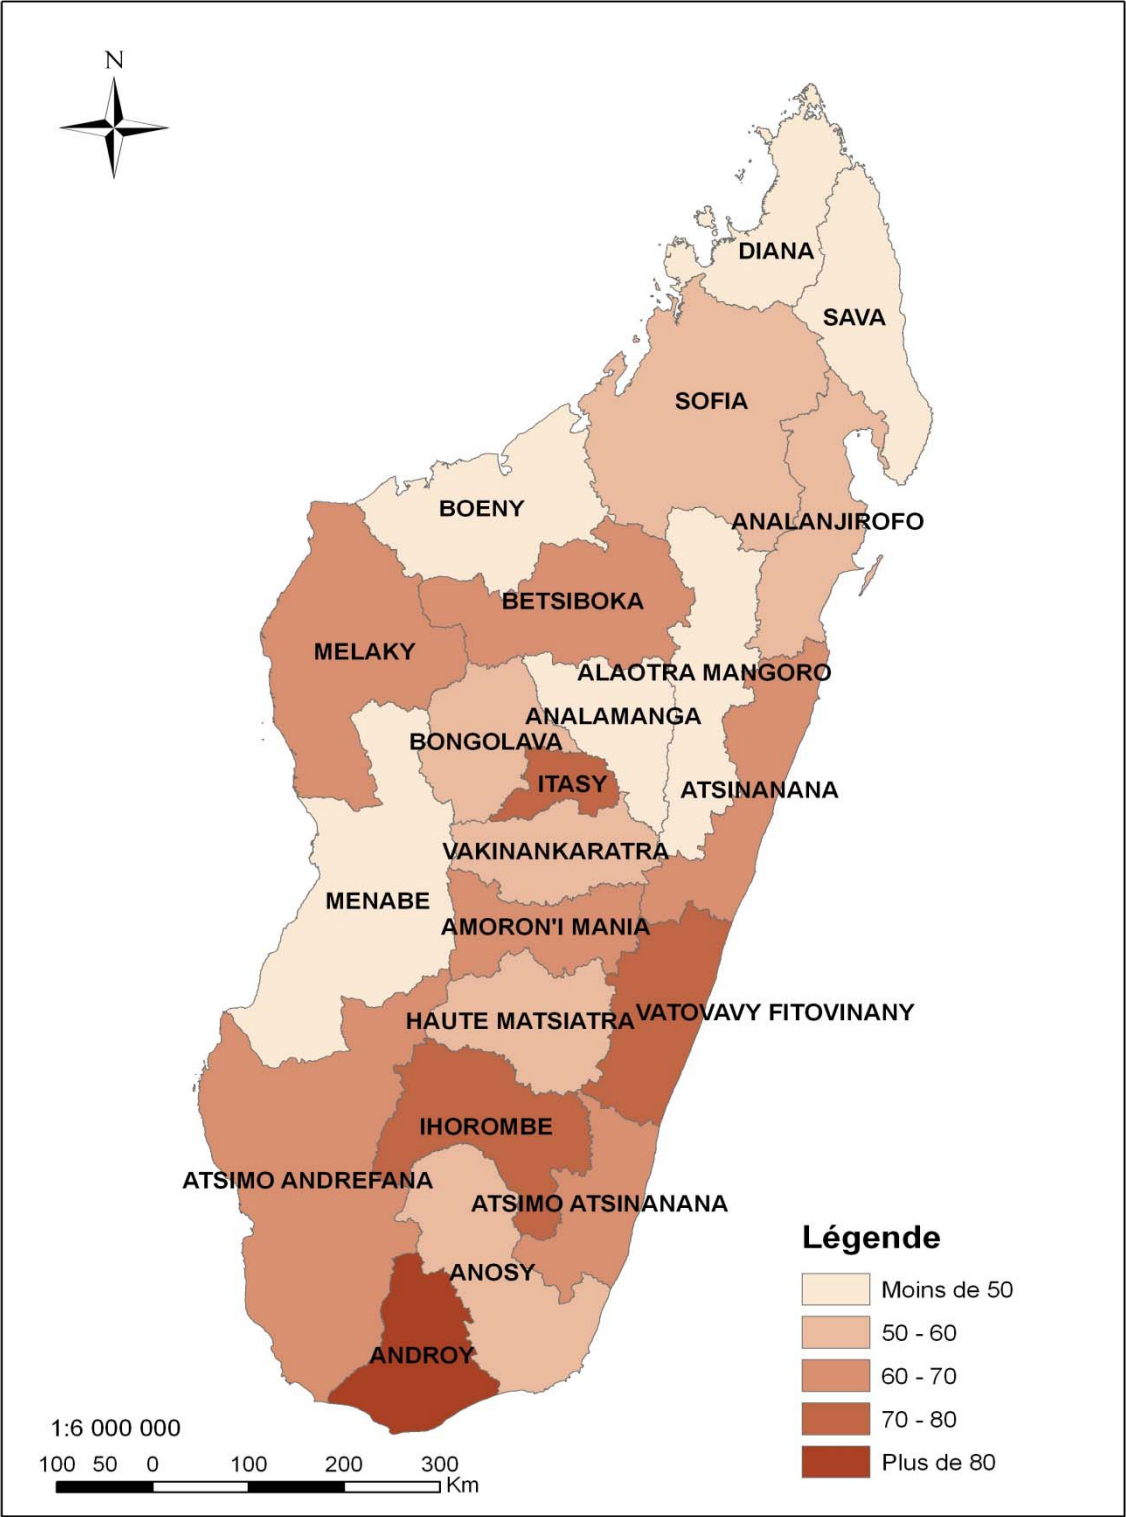 N
DIANA
SAVA
SOFIA
BOENY
ANALANJIROFO
BETSIBOKA
MELAKY
ALAOTRA MANGORO
ANALAMANGA
BONGOLAVA
ITASY
ATSINANANA
VAKINANKARATRA
MENABE
AMORON'I MANIA
VATOVAVY FITOVINANY
HAUTE MATSIATRA
IHOROMBE
ATSIMO ANDREFANA
ATSIMO ATSINANANA
ANOSY
ANDROY
Légende
Moins de 50
50 - 60
60 - 70
70 - 80
Plus de 80
1:6 000 000
100 50 0 100 200 300
Km